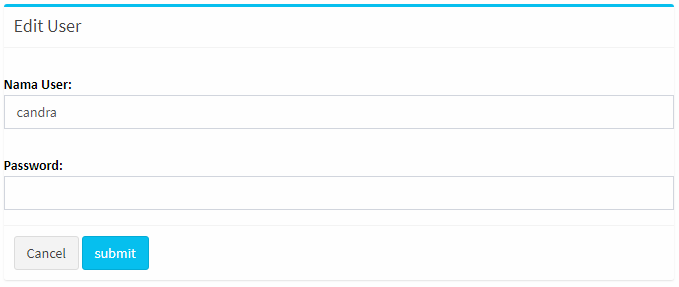 Edit User
Nama User:
candra
Password:
Cancel submit